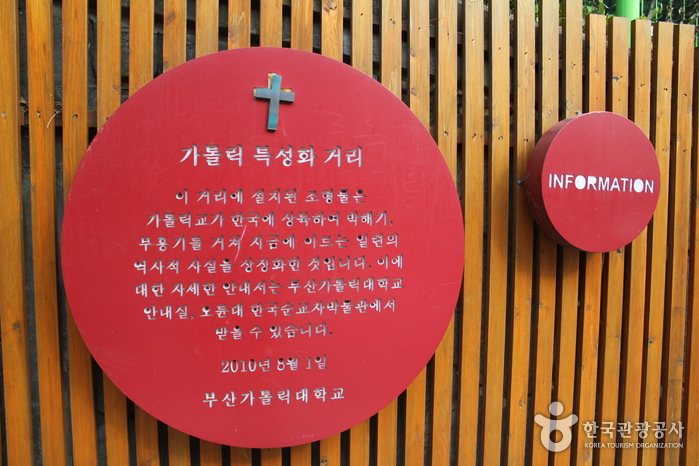 가톨릭 특성화 거리
이 거리에 설치된 조형물은
가톨릭교가 한국에 상륙하여 박해기,
부흥기를 거쳐 지금에 이르는 일련의
역사적 사실을 상징화한 것입니다. 이에
대한 자세한 안내서는 부산가톨릭대학교
안내실, 오륜대 한국순교자박물관에서
받을 수 있습니다.
2010년 8월 1일
부산가톨릭대학교
INFORMATION
한국관광공사
KOREA TOURISM ORGANIZATION